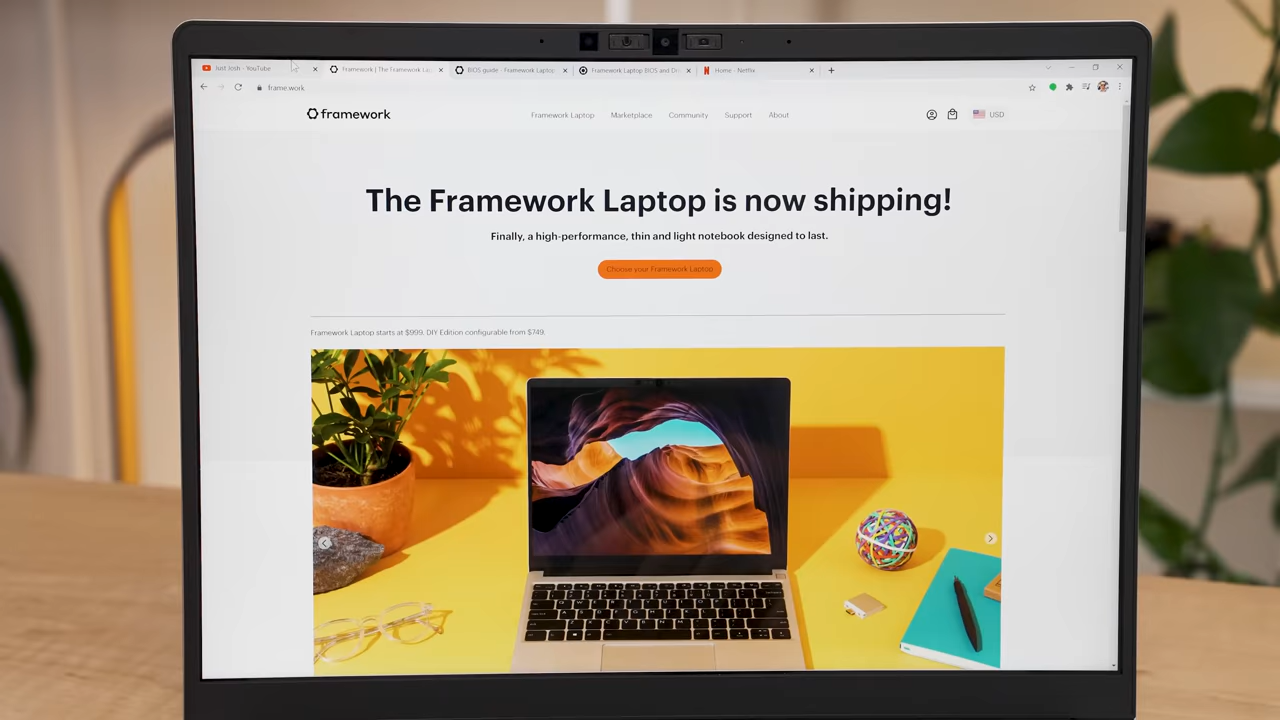 Just Josh - YouTube
Framework | The Framework La
BIOS guide - Framework Laptop
Framework Laptop BIOS and Dri
Home - Netflix
frame.work
framework
Framework Laptop Marketplace Community Support About
USD
The Framework Laptop is now shipping!
Finally, a high-performance, thin and light notebook designed to last.
Choose your Framework Laptop
Framework Laptop starts at $999. DIY Edition configurable from $749.